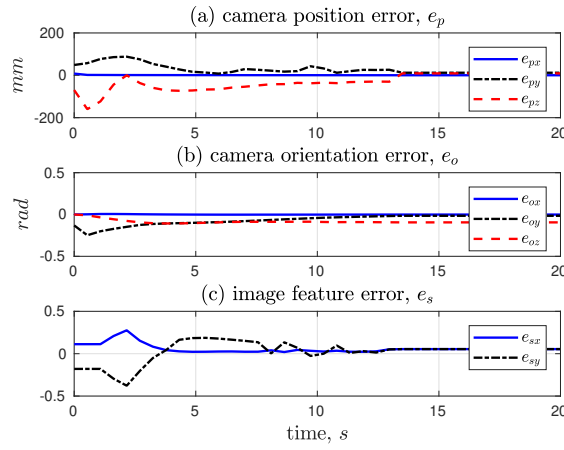 (a) camera position error, e_p
200
0
-200
mm
e_px
e_py
e_pz
0 5 10 15 20
(b) camera orientation error, e_o
0.5
0
-0.5
rad
e_ox
e_oy
e_oz
0 5 10 15 20
(c) image feature error, e_s
0.5
0
-0.5
e_sx
e_sy
0 5 10 15 20
time, s